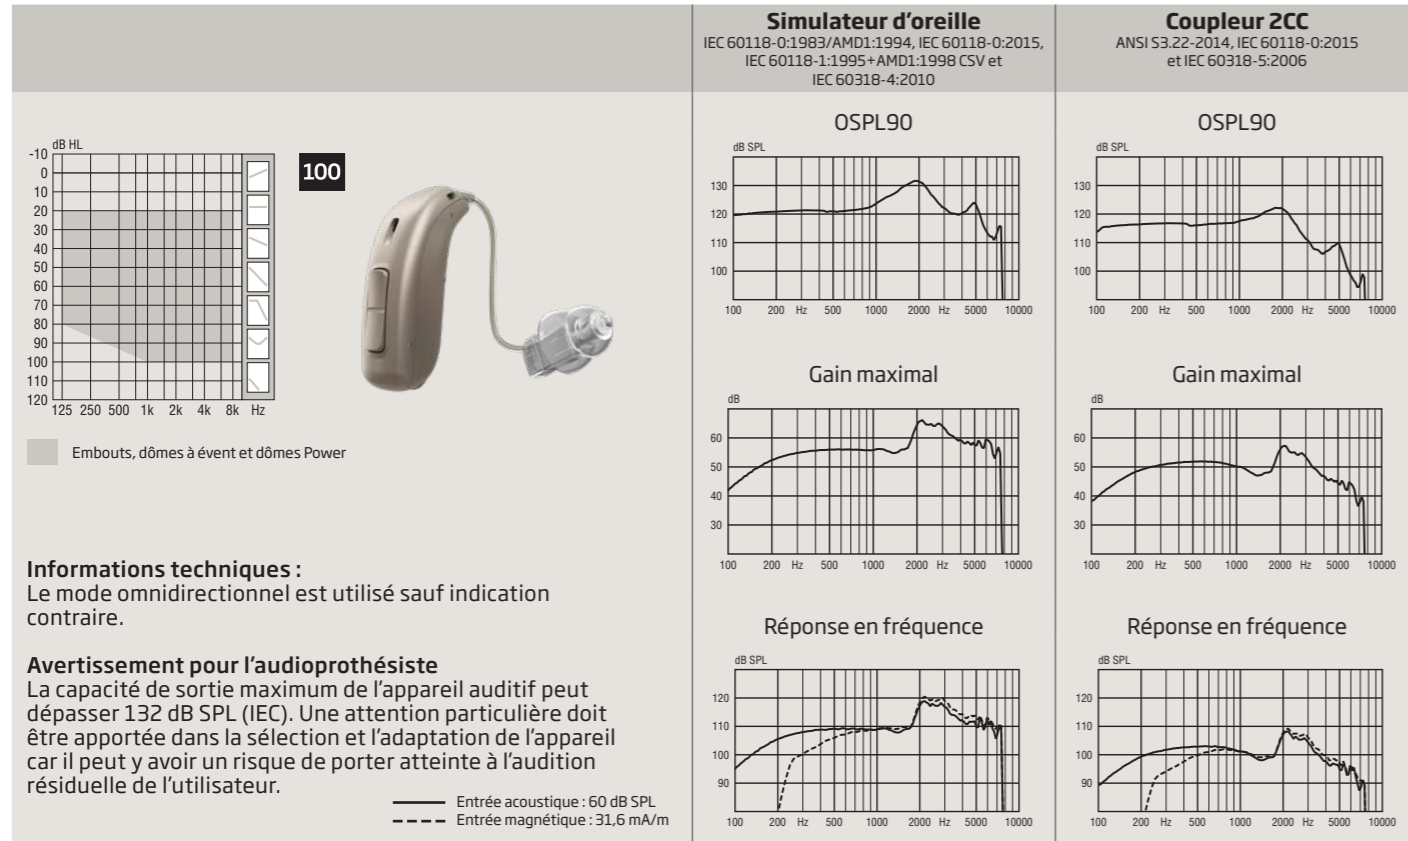 Simulateur d'oreille
IEC 60118-0:1983/AMD1:1994, IEC 60118-0:2015,
IEC 60118-1:1995+AMD1:1998 CSV et
IEC 60318-4:2010
Coupleur 2CC
ANSI S3.22-2014, IEC 60118-0:2015
et IEC 60318-5:2006
dB HL
-10
0
10
20
30
40
50
60
70
80
90
100
110
120
125 250 500 1k 2k 4k 8k Hz
100
Embouts, dômes à évent et dômes Power
Informations techniques :
Le mode omnidirectionnel est utilisé sauf indication
contraire.
Avertissement pour l'audioprothésiste
La capacité de sortie maximum de l'appareil auditif peut
dépasser 132 dB SPL (IEC). Une attention particulière doit
être apportée dans la sélection et l'adaptation de l'appareil
car il peut y avoir un risque de porter atteinte à l'audition
résiduelle de l'utilisateur.
Entrée acoustique : 60 dB SPL
Entrée magnétique : 31,6 mA/m
OSPL90
dB SPL
130
120
110
100
100 200 Hz 500 1000 2000 Hz 5000 10000
Gain maximal
dB
60
50
40
30
100 200 Hz 500 1000 2000 Hz 5000 10000
Réponse en fréquence
dB SPL
120
110
100
90
100 200 Hz 500 1000 2000 Hz 5000 10000
OSPL90
dB SPL
130
120
110
100
100 200 Hz 500 1000 2000 Hz 5000 10000
Gain maximal
dB
60
50
40
30
100 200 Hz 500 1000 2000 Hz 5000 10000
Réponse en fréquence
dB SPL
120
110
100
90
100 200 Hz 500 1000 2000 Hz 5000 10000